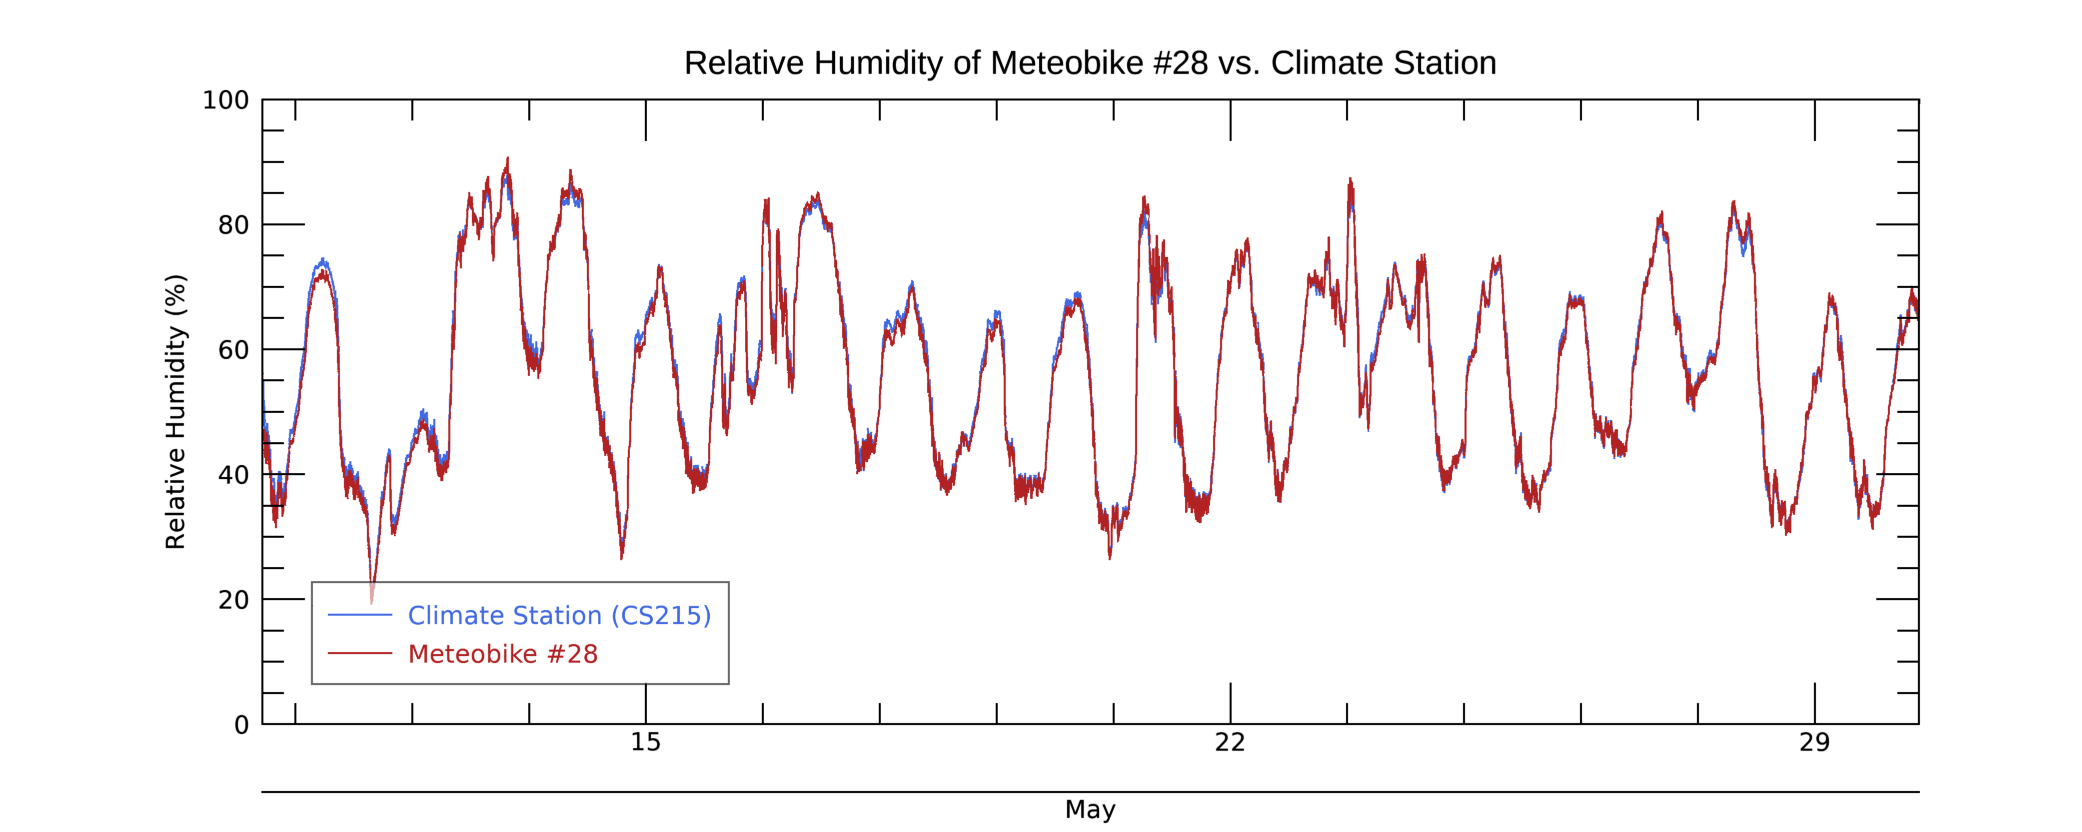 Relative Humidity of Meteobike #28 vs. Climate Station
Relative Humidity (%)
100
80
60
40
20
0
Climate Station (CS215)
Meteobike #28
15
22
29
May